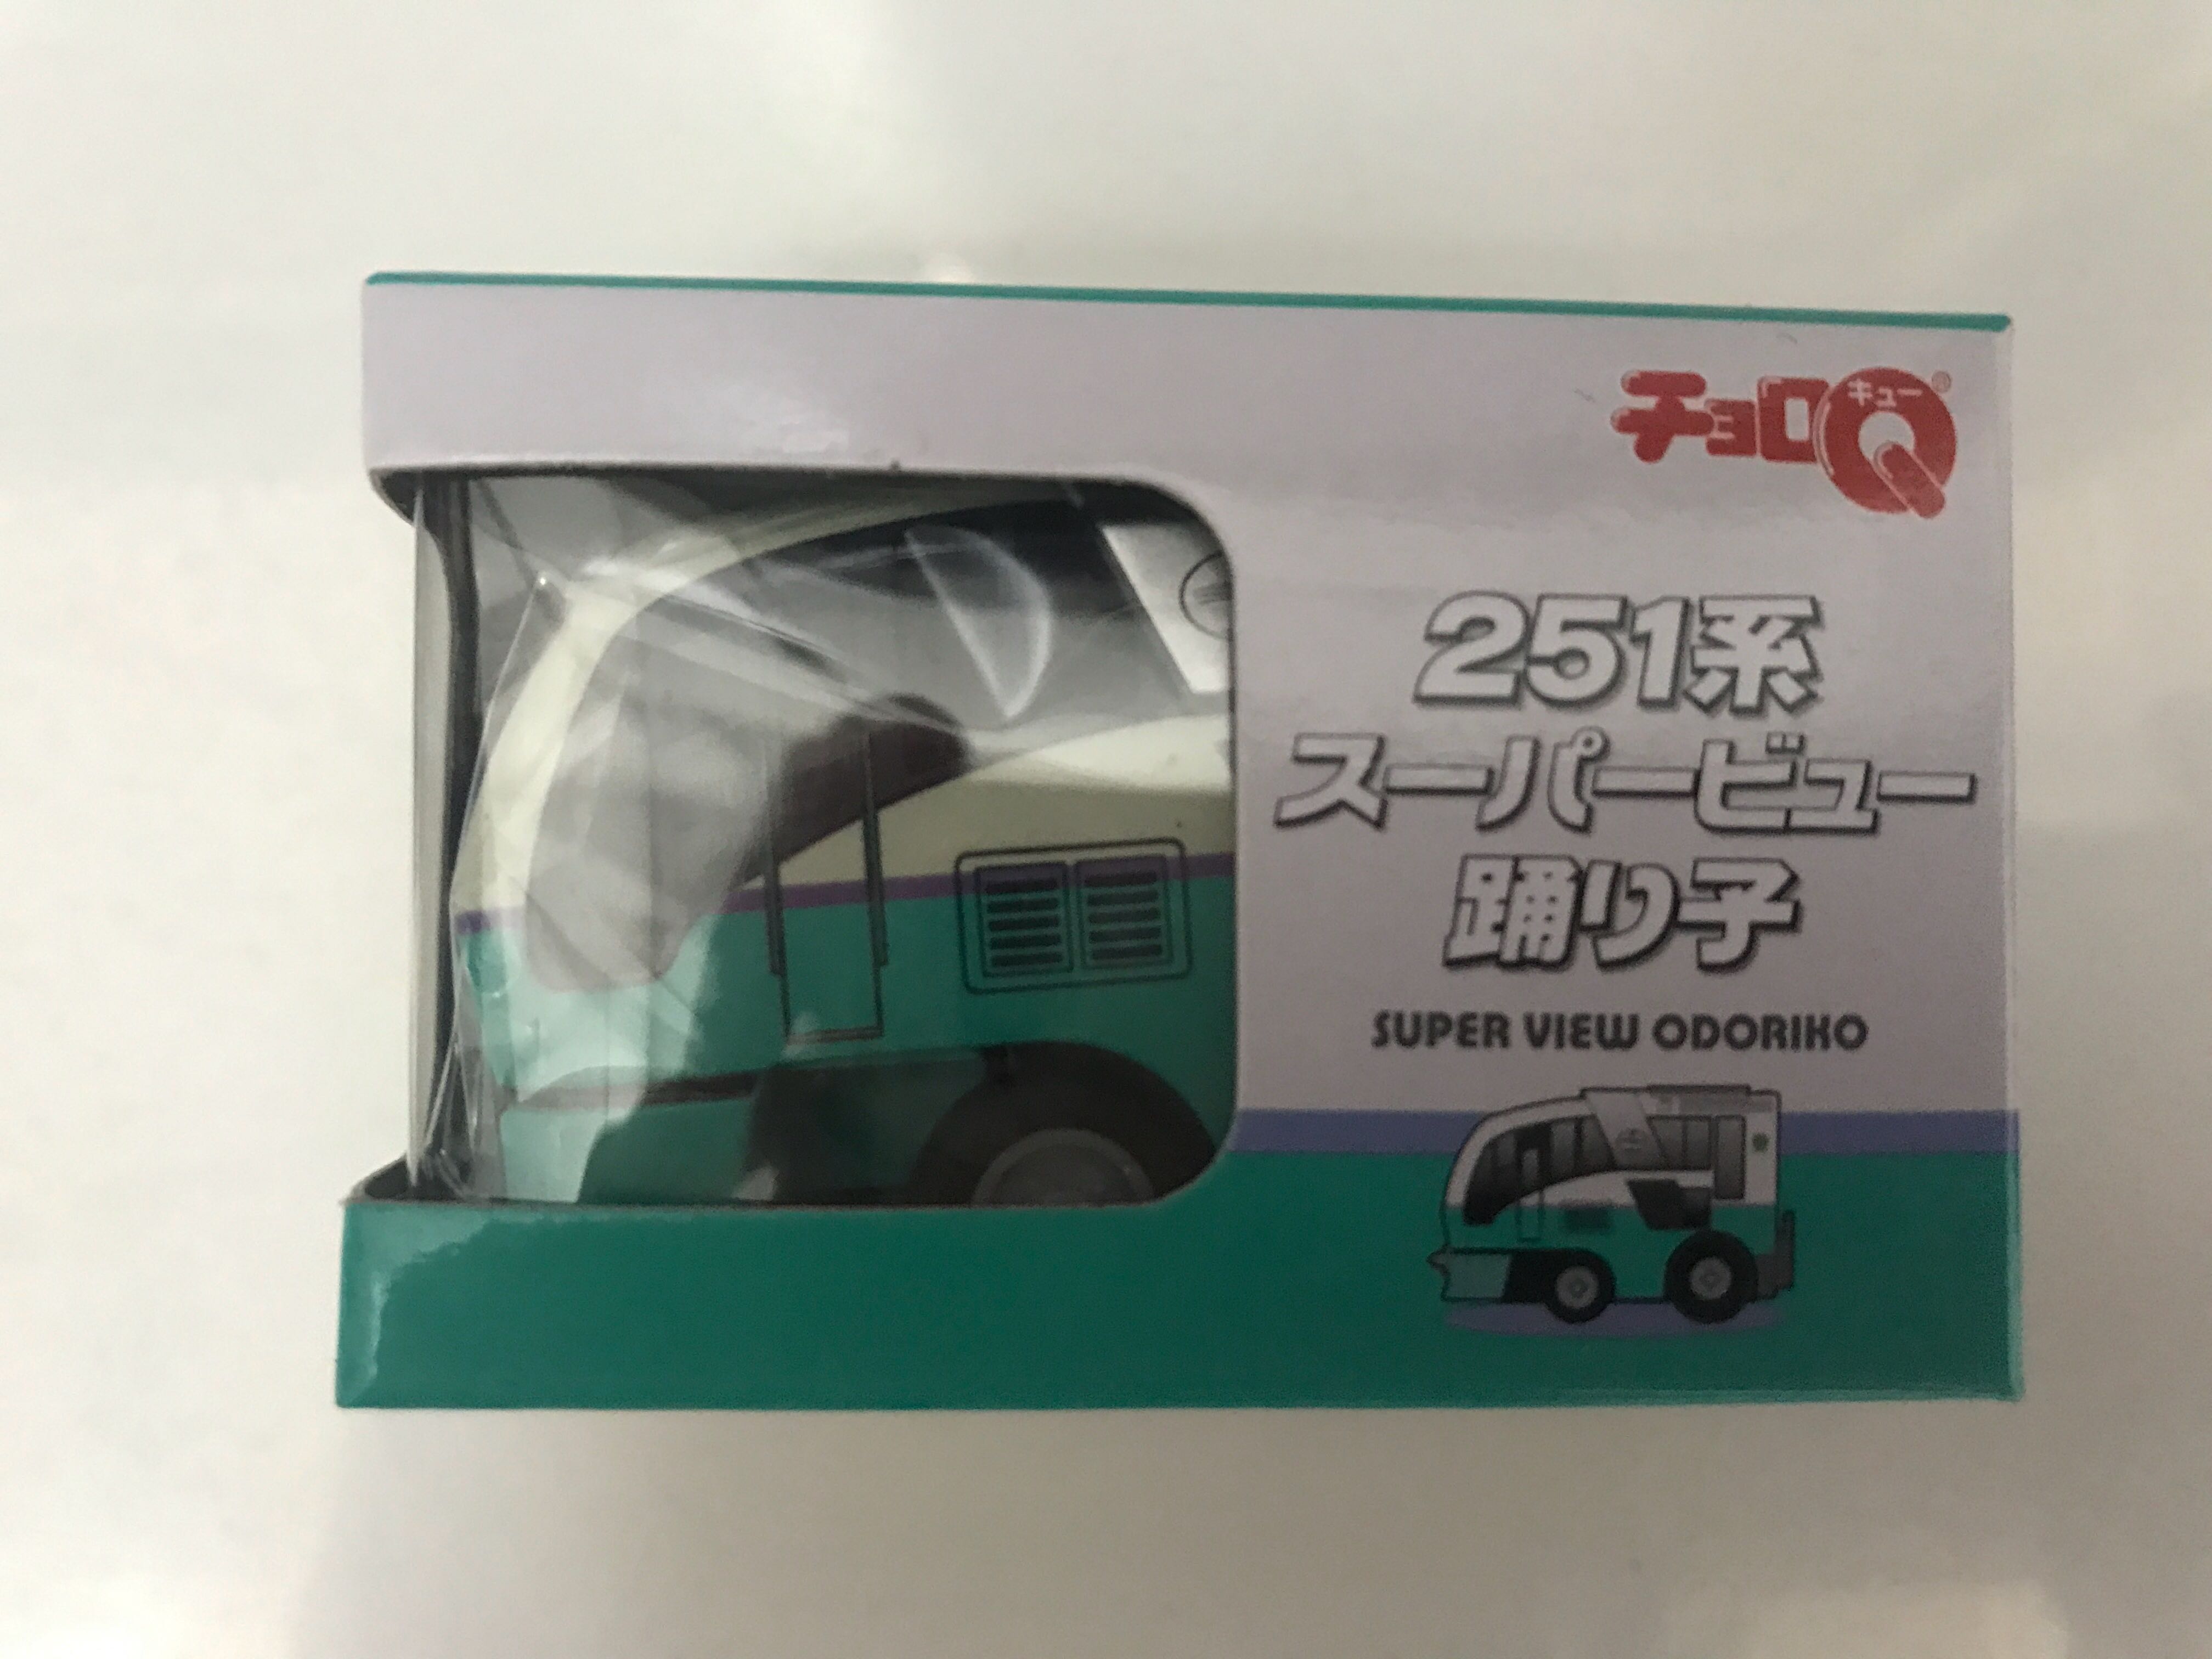 チョロQ
キュー
®
251系
スーパービュー
踊り子
SUPER VIEW ODORIKO